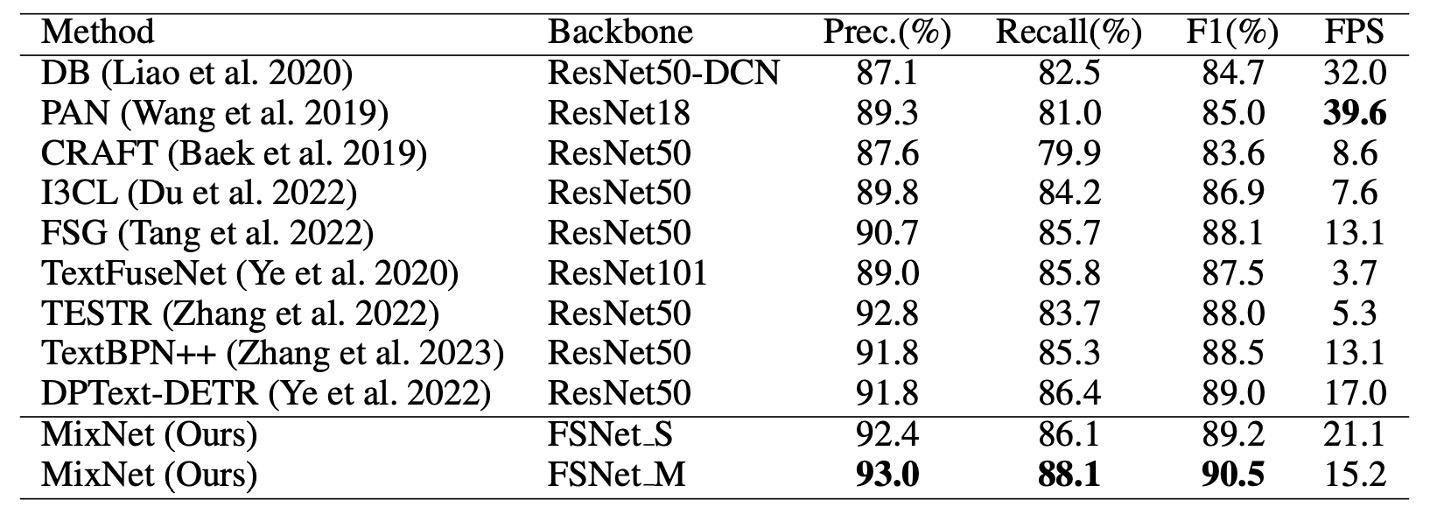 Method Backbone Prec.(%) Recall(%) F1(%) FPS
DB (Liao et al. 2020) ResNet50-DCN 87.1 82.5 84.7 32.0
PAN (Wang et al. 2019) ResNet18 89.3 81.0 85.0 39.6
CRAFT (Baek et al. 2019) ResNet50 87.6 79.9 83.6 8.6
I3CL (Du et al. 2022) ResNet50 89.8 84.2 86.9 7.6
FSG (Tang et al. 2022) ResNet50 90.7 85.7 88.1 13.1
TextFuseNet (Ye et al. 2020) ResNet101 89.0 85.8 87.5 3.7
TESTR (Zhang et al. 2022) ResNet50 92.8 83.7 88.0 5.3
TextBPN++ (Zhang et al. 2023) ResNet50 91.8 85.3 88.5 13.1
DPText-DETR (Ye et al. 2022) ResNet50 91.8 86.4 89.0 17.0
MixNet (Ours) FSNet_S 92.4 86.1 89.2 21.1
MixNet (Ours) FSNet_M 93.0 88.1 90.5 15.2